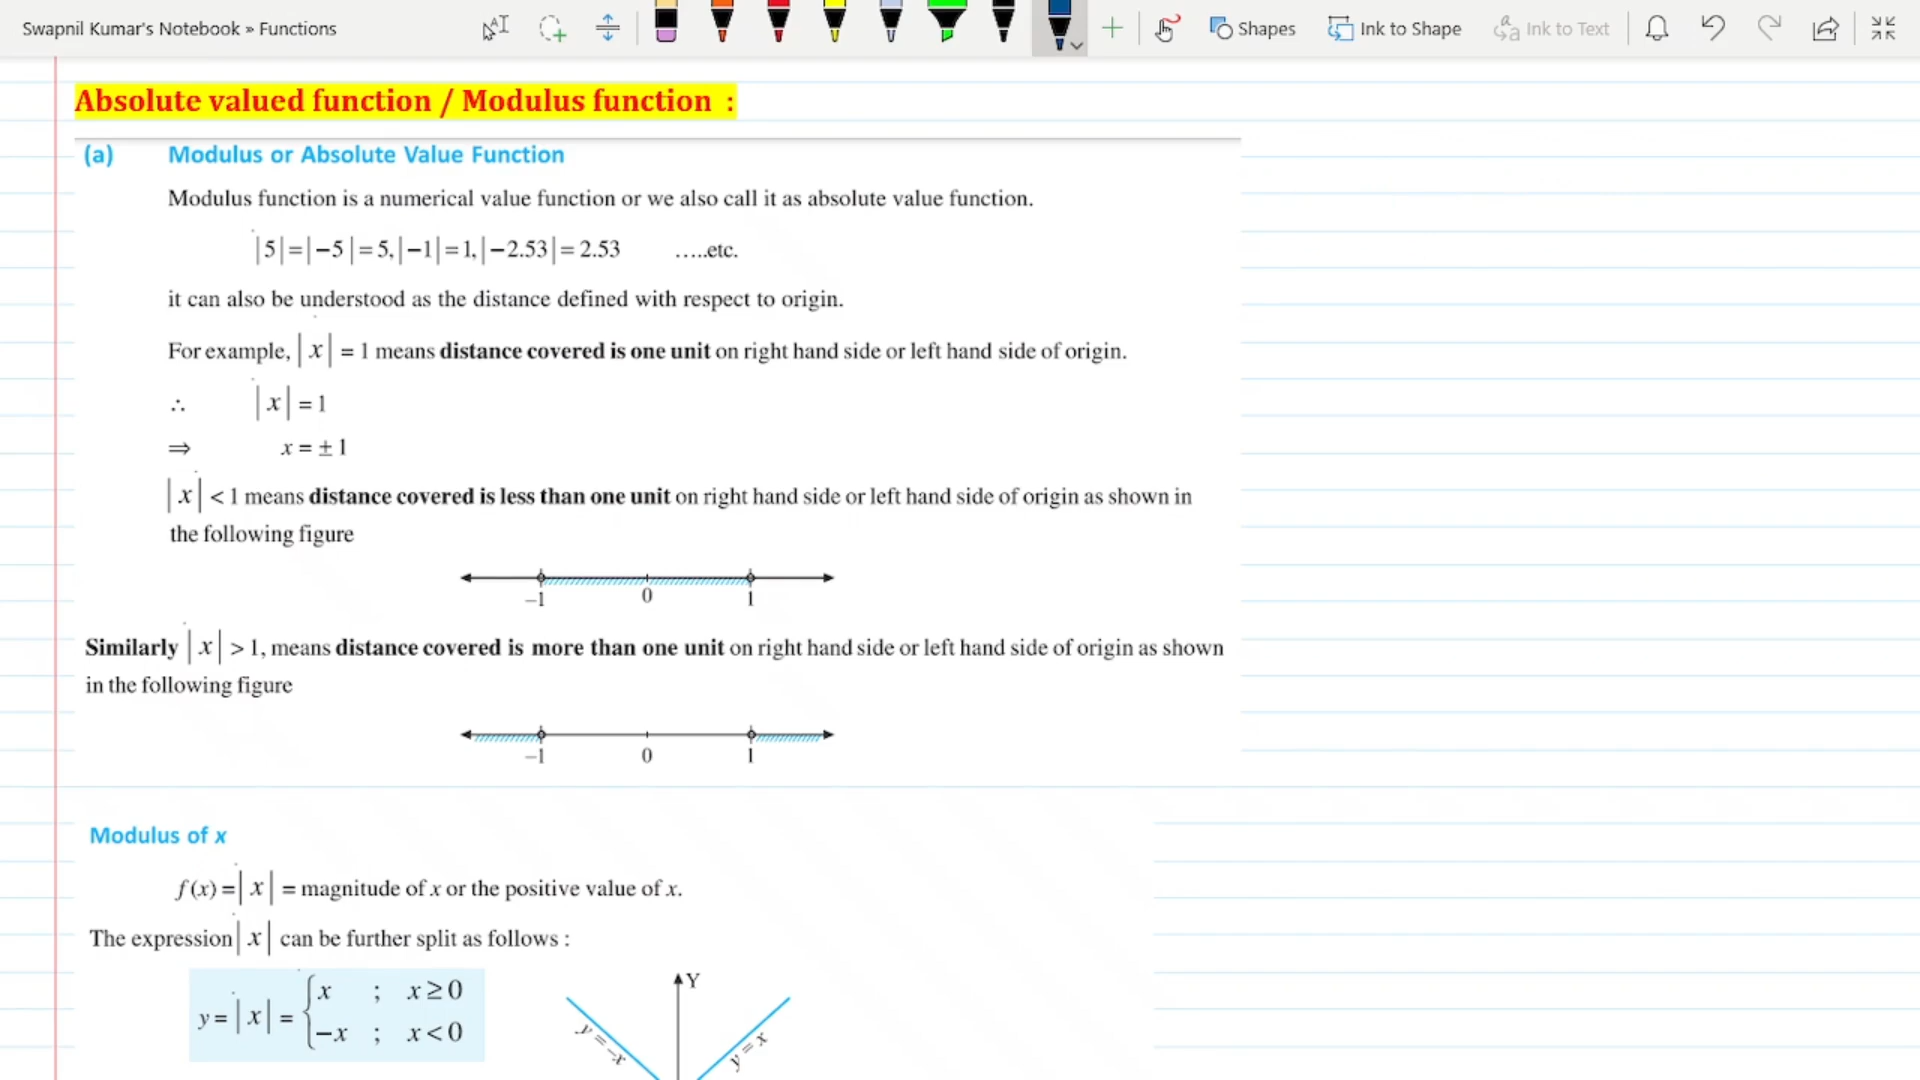 Swapnil Kumar's Notebook » Functions
Shapes
Ink to Shape
Ink to Text
Absolute valued function / Modulus function :
(a) Modulus or Absolute Value Function
Modulus function is a numerical value function or we also call it as absolute value function.
|5|=|−5|=5,|−1|=1,|−2.53|=2.53 .....etc.
it can also be understood as the distance defined with respect to origin.
For example, |x| = 1 means distance covered is one unit on right hand side or left hand side of origin.
∴ |x| = 1
⇒ x = ± 1
|x| < 1 means distance covered is less than one unit on right hand side or left hand side of origin as shown in
the following figure
−1 0 1
Similarly |x| > 1, means distance covered is more than one unit on right hand side or left hand side of origin as shown
in the following figure
−1 0 1
Modulus of x
f(x)=|x| = magnitude of x or the positive value of x.
The expression |x| can be further split as follows :
y = |x| = { x ; x ≥ 0
−x ; x < 0
Y
y = −x
y = x